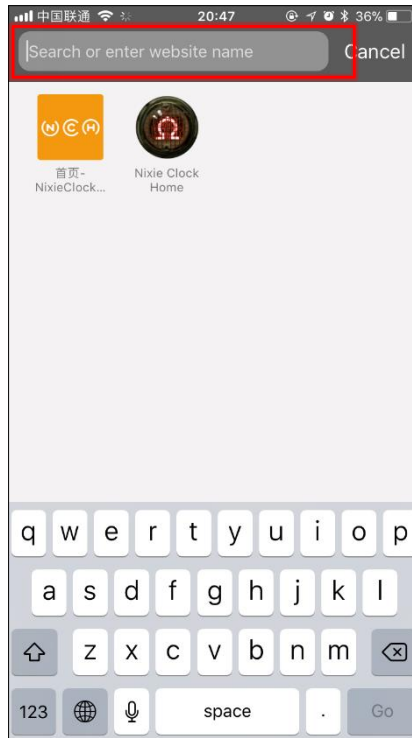 中国联通 20:47 36%
Search or enter website name Cancel
N C H Ω
首页- Nixie Clock
NixieClock... Home
q w e r t y u i o p
a s d f g h j k l
z x c v b n m
123 space . Go